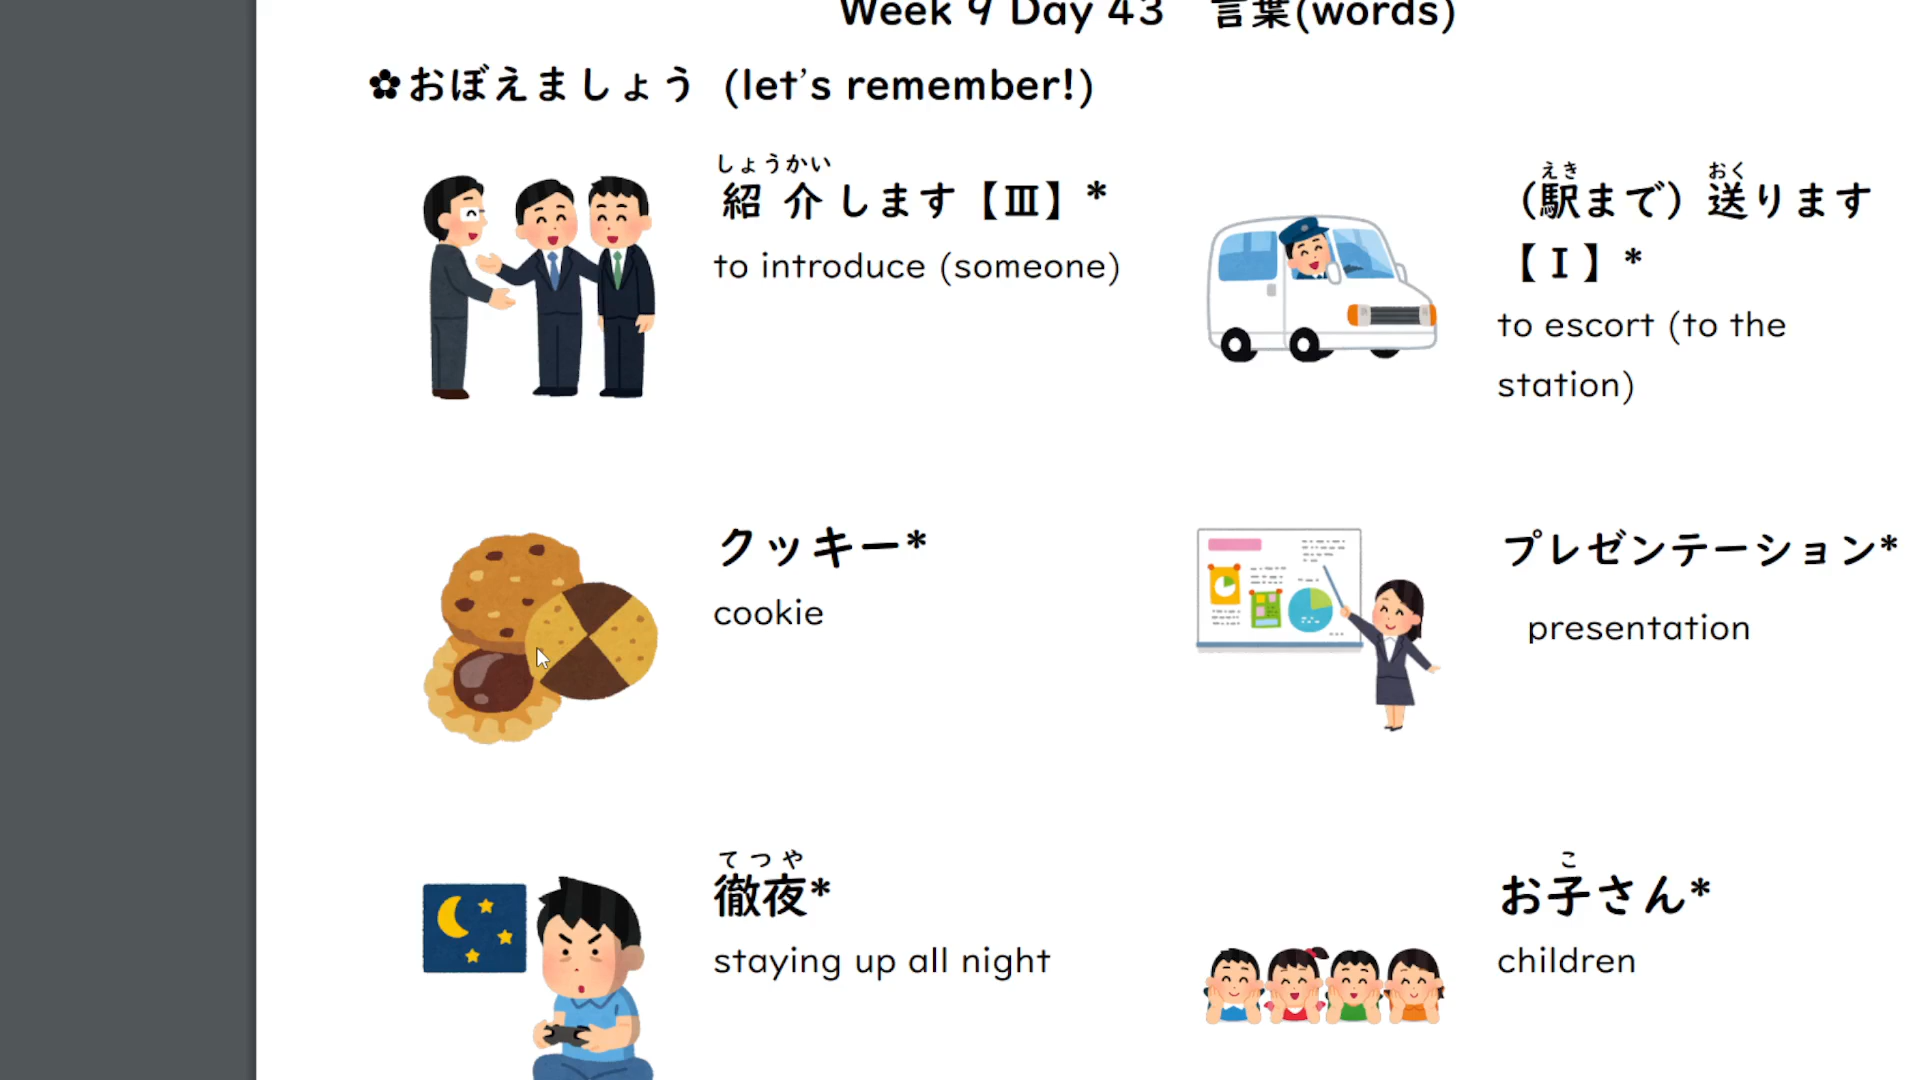 Week 9 Day 43 言葉(words)
✿おぼえましょう (let's remember!)
しょうかい
紹介します【Ⅲ】*
to introduce (someone)
えき おく
（駅まで）送ります
【Ⅰ】*
to escort (to the
station)
クッキー*
cookie
プレゼンテーション*
presentation
てつや
徹夜*
staying up all night
こ
お子さん*
children